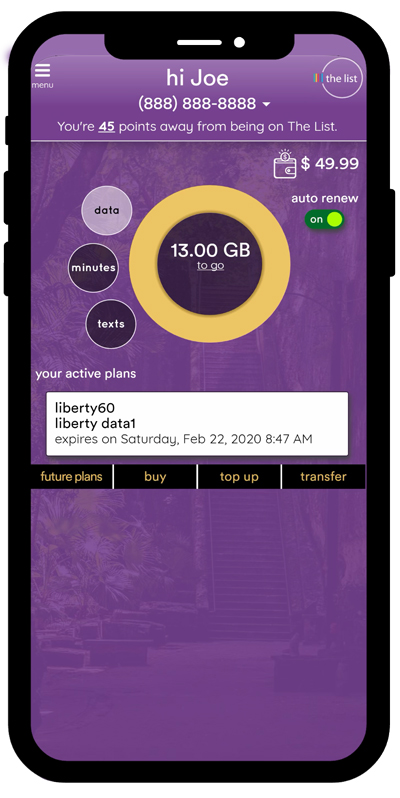 hi Joe
menu
the list
(888) 888-8888
You're 45 points away from being on The List.
$ 49.99
auto renew
on
data
13.00 GB
to go
minutes
texts
your active plans
liberty60
liberty data1
expires on Saturday, Feb 22, 2020 8:47 AM
future plans
buy
top up
transfer